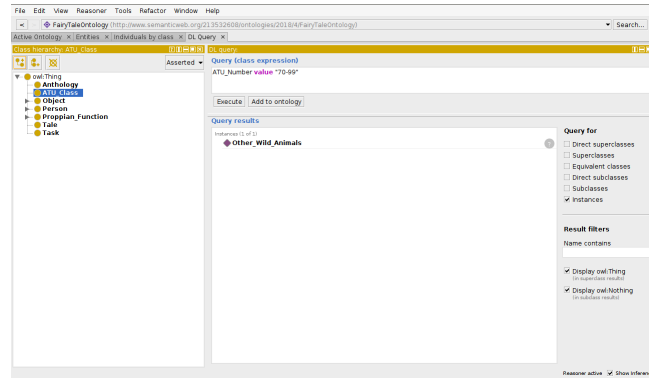 File Edit View Reasoner Tools Refactor Window Help
FairyTaleOntology (http://www.semanticweb.org/213532608/ontologies/2018/4/FairyTaleOntology) Search...
Active Ontology × Entities × Individuals by class × DL Query ×
Class hierarchy: ATU_Class
Asserted
owl:Thing
Anthology
ATU_Class
Object
Person
Proppian_Function
Tale
Task
DL query:
Query (class expression)
ATU_Number value "70-99"
Execute Add to ontology
Query results
Instances (1 of 1)
Other_Wild_Animals
?
Query for
Direct superclasses
Superclasses
Equivalent classes
Direct subclasses
Subclasses
Instances
Result filters
Name contains
Display owl:Thing
(in superclass results)
Display owl:Nothing
(in subclass results)
Reasoner active Show Inferen